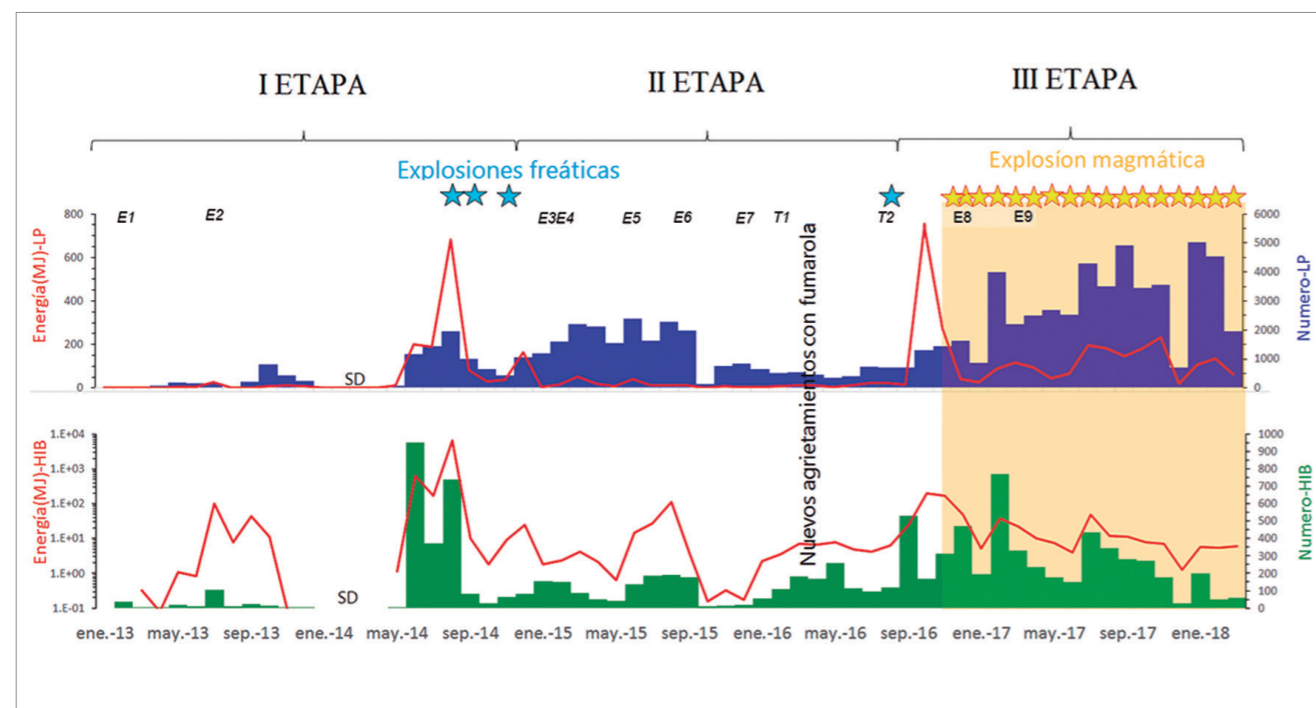 I ETAPA II ETAPA III ETAPA
Explosiones freáticas Explosíon magmática
E1 E2 E3E4 E5 E6 E7 T1 T2 E8 E9
Energía(MJ)-LP
800
600
400
200
0
SD
Nuevos agrietamientos con fumarola
6000
5000
4000
3000
2000
1000
0
Numero-LP
Energía(MJ)-HIB
1.E+04
1.E+03
1.E+02
1.E+01
1.E+00
1.E-01
SD
1000
900
800
700
600
500
400
300
200
100
0
Numero-HIB
ene.-13 may.-13 sep.-13 ene.-14 may.-14 sep.-14 ene.-15 may.-15 sep.-15 ene.-16 may.-16 sep.-16 ene.-17 may.-17 sep.-17 ene.-18